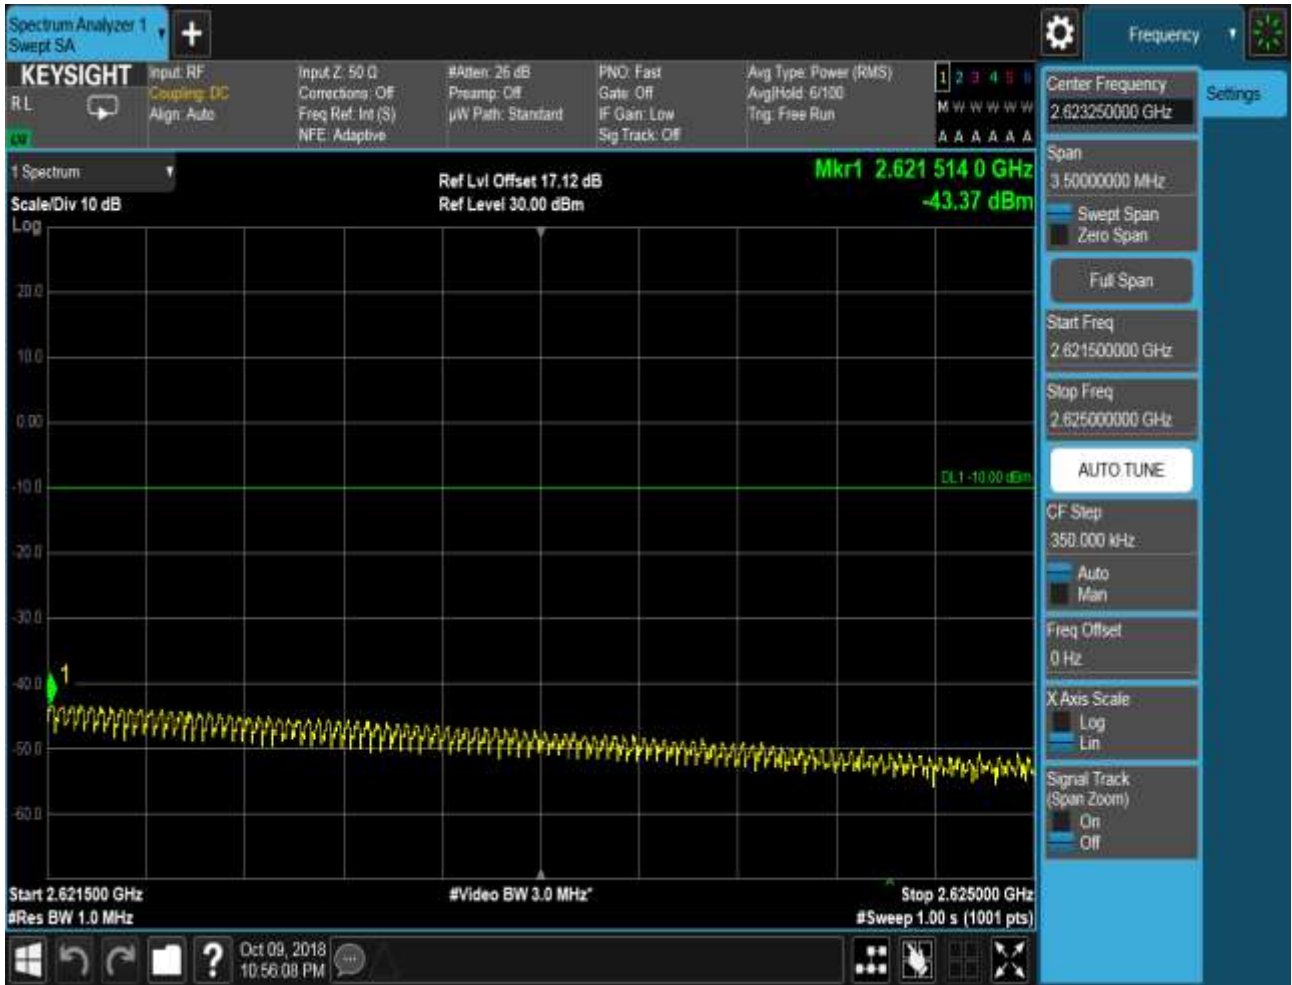 Spectrum Analyzer 1
Swept SA
Frequency
KEYSIGHT
RL
Input: RF
Coupling: DC
Align: Auto
Input Z: 50 Ω
Corrections: Off
Freq Ref: Int (S)
NFE: Adaptive
#Atten: 26 dB
Preamp: Off
µW Path: Standard
PNO: Fast
Gate: Off
IF Gain: Low
Sig Track: Off
Avg Type: Power (RMS)
Avg|Hold: 6/100
Trig: Free Run
1 2 3 4 5 6
M W W W W W
A A A A A A
1 Spectrum
Scale/Div 10 dB
Log
Ref Lvl Offset 17.12 dB
Ref Level 30.00 dBm
Mkr1 2.621 514 0 GHz
-43.37 dBm
20.0
10.0
0.00
-10.0
-20.0
-30.0
-40.0
-50.0
-60.0
DL1 -10.00 dBm
1
Start 2.621500 GHz
#Res BW 1.0 MHz
#Video BW 3.0 MHz*
Stop 2.625000 GHz
#Sweep 1.00 s (1001 pts)
Center Frequency
2.623250000 GHz
Settings
Span
3.50000000 MHz
Swept Span
Zero Span
Full Span
Start Freq
2.621500000 GHz
Stop Freq
2.625000000 GHz
AUTO TUNE
CF Step
350.000 kHz
Auto
Man
Freq Offset
0 Hz
X Axis Scale
Log
Lin
Signal Track
(Span Zoom)
On
Off
?
Oct 09, 2018
10:56:08 PM